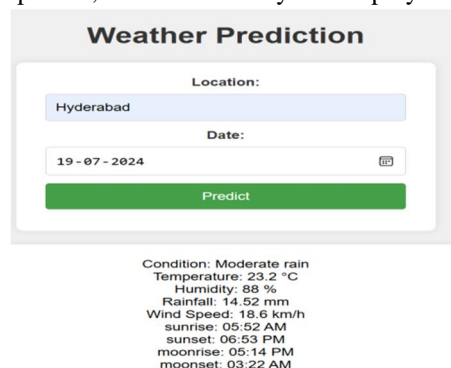 Weather Prediction
Location:
Hyderabad
Date:
19-07-2024
Predict
Condition: Moderate rain
Temperature: 23.2 °C
Humidity: 88 %
Rainfall: 14.52 mm
Wind Speed: 18.6 km/h
sunrise: 05:52 AM
sunset: 06:53 PM
moonrise: 05:14 PM
moonset: 03:22 AM